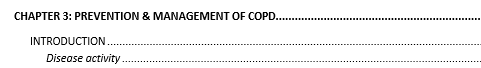 CHAPTER 3: PREVENTION & MANAGEMENT OF COPD.......................................................................
INTRODUCTION.............................................................................................................................
Disease activity.........................................................................................................................